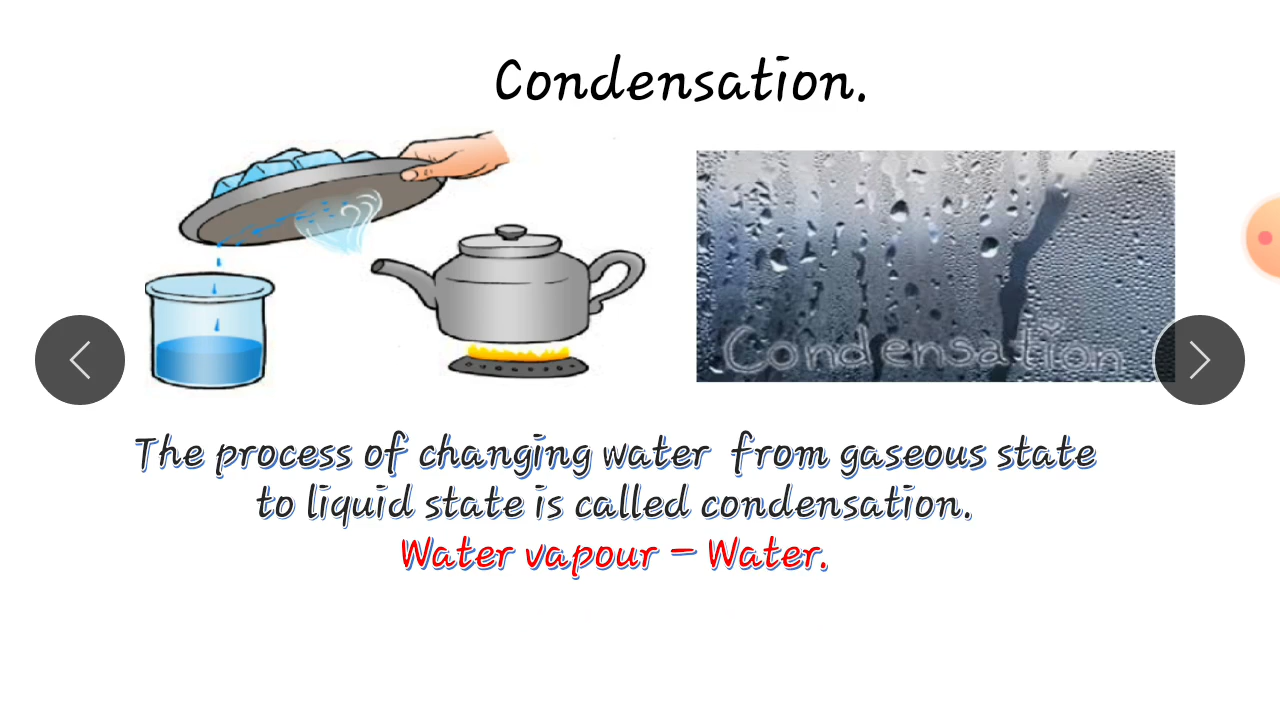 Condensation.
Condensation
The process of changing water from gaseous state
to liquid state is called condensation.
Water vapour – Water.